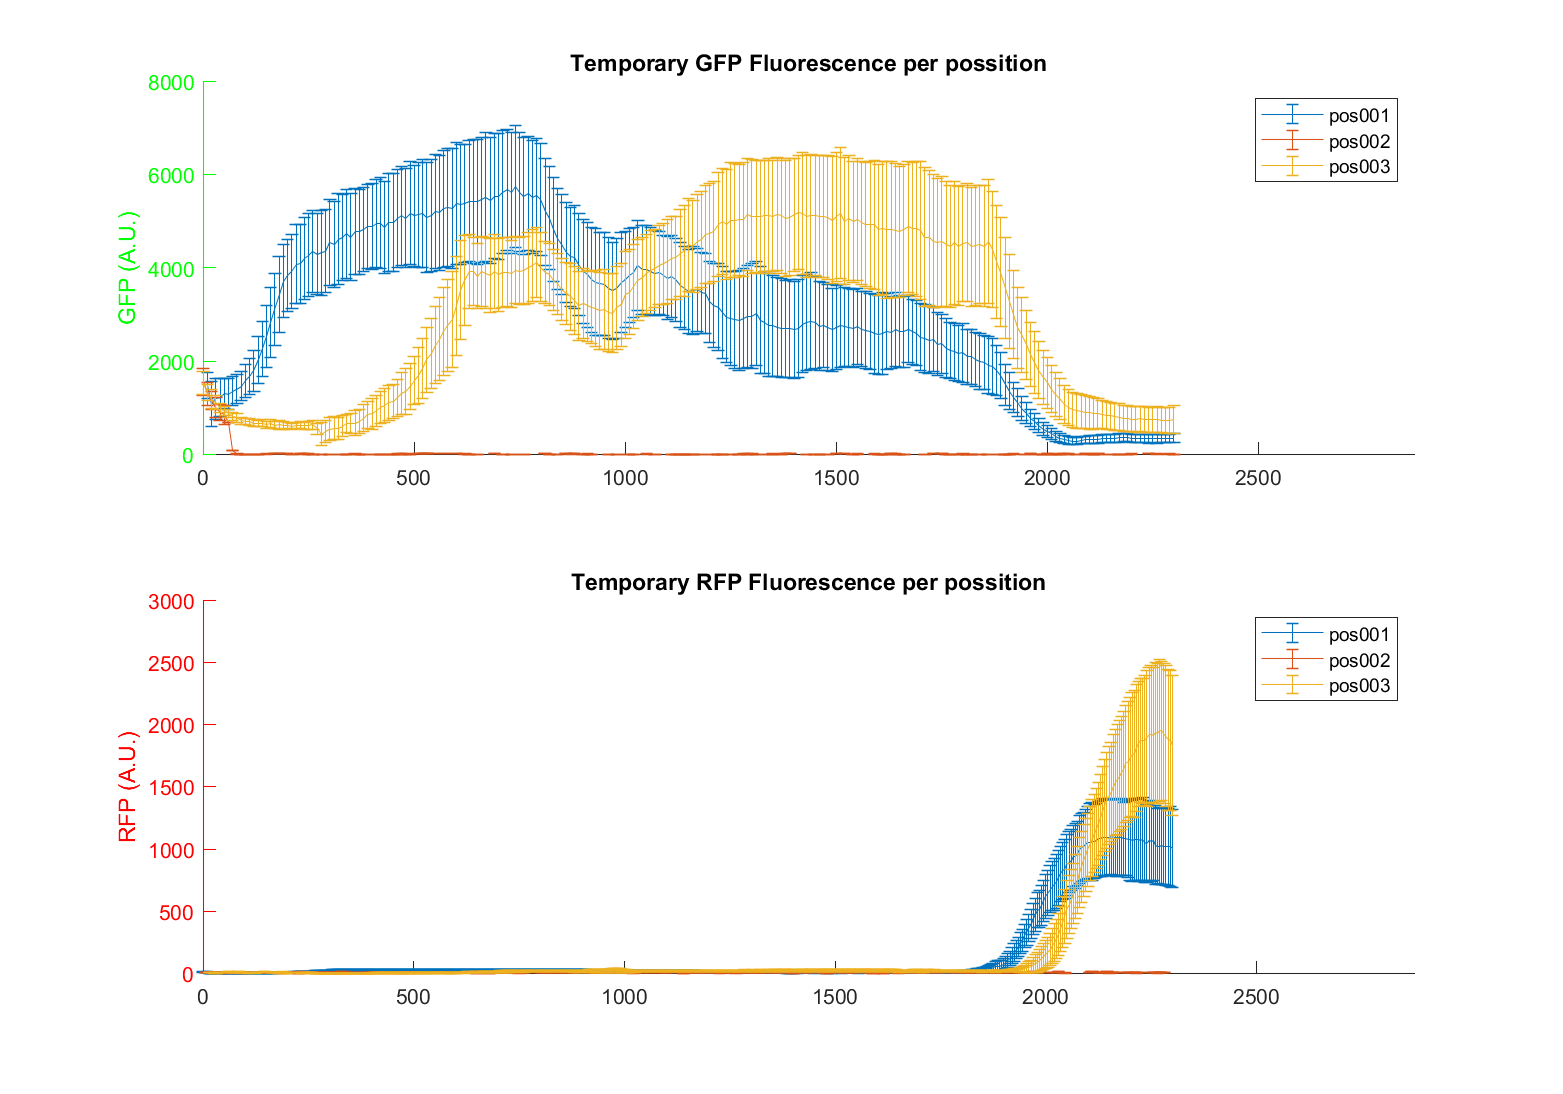 Temporary GFP Fluorescence per possition
8000
6000
4000
2000
0
GFP (A.U.)
0 500 1000 1500 2000 2500
pos001
pos002
pos003
Temporary RFP Fluorescence per possition
3000
2500
2000
1500
1000
500
0
RFP (A.U.)
0 500 1000 1500 2000 2500
pos001
pos002
pos003